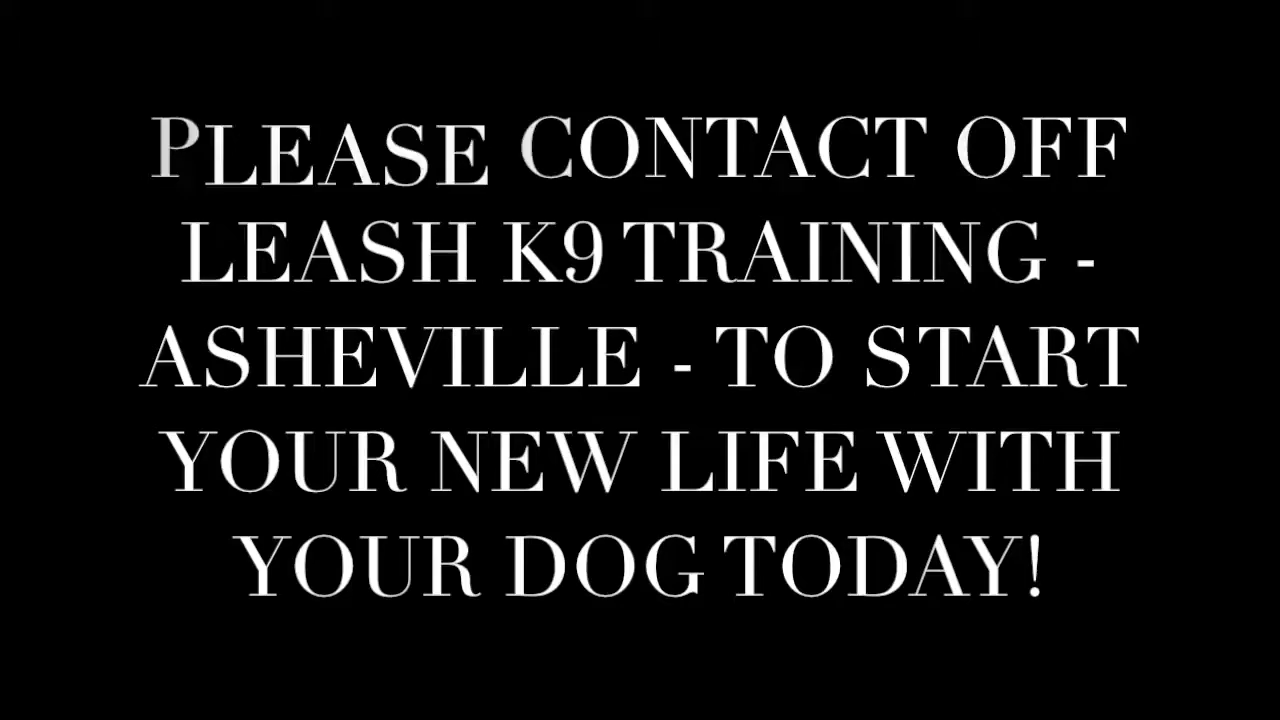 PLEASE CONTACT OFF
LEASH K9 TRAINING -
ASHEVILLE - TO START
YOUR NEW LIFE WITH
YOUR DOG TODAY!